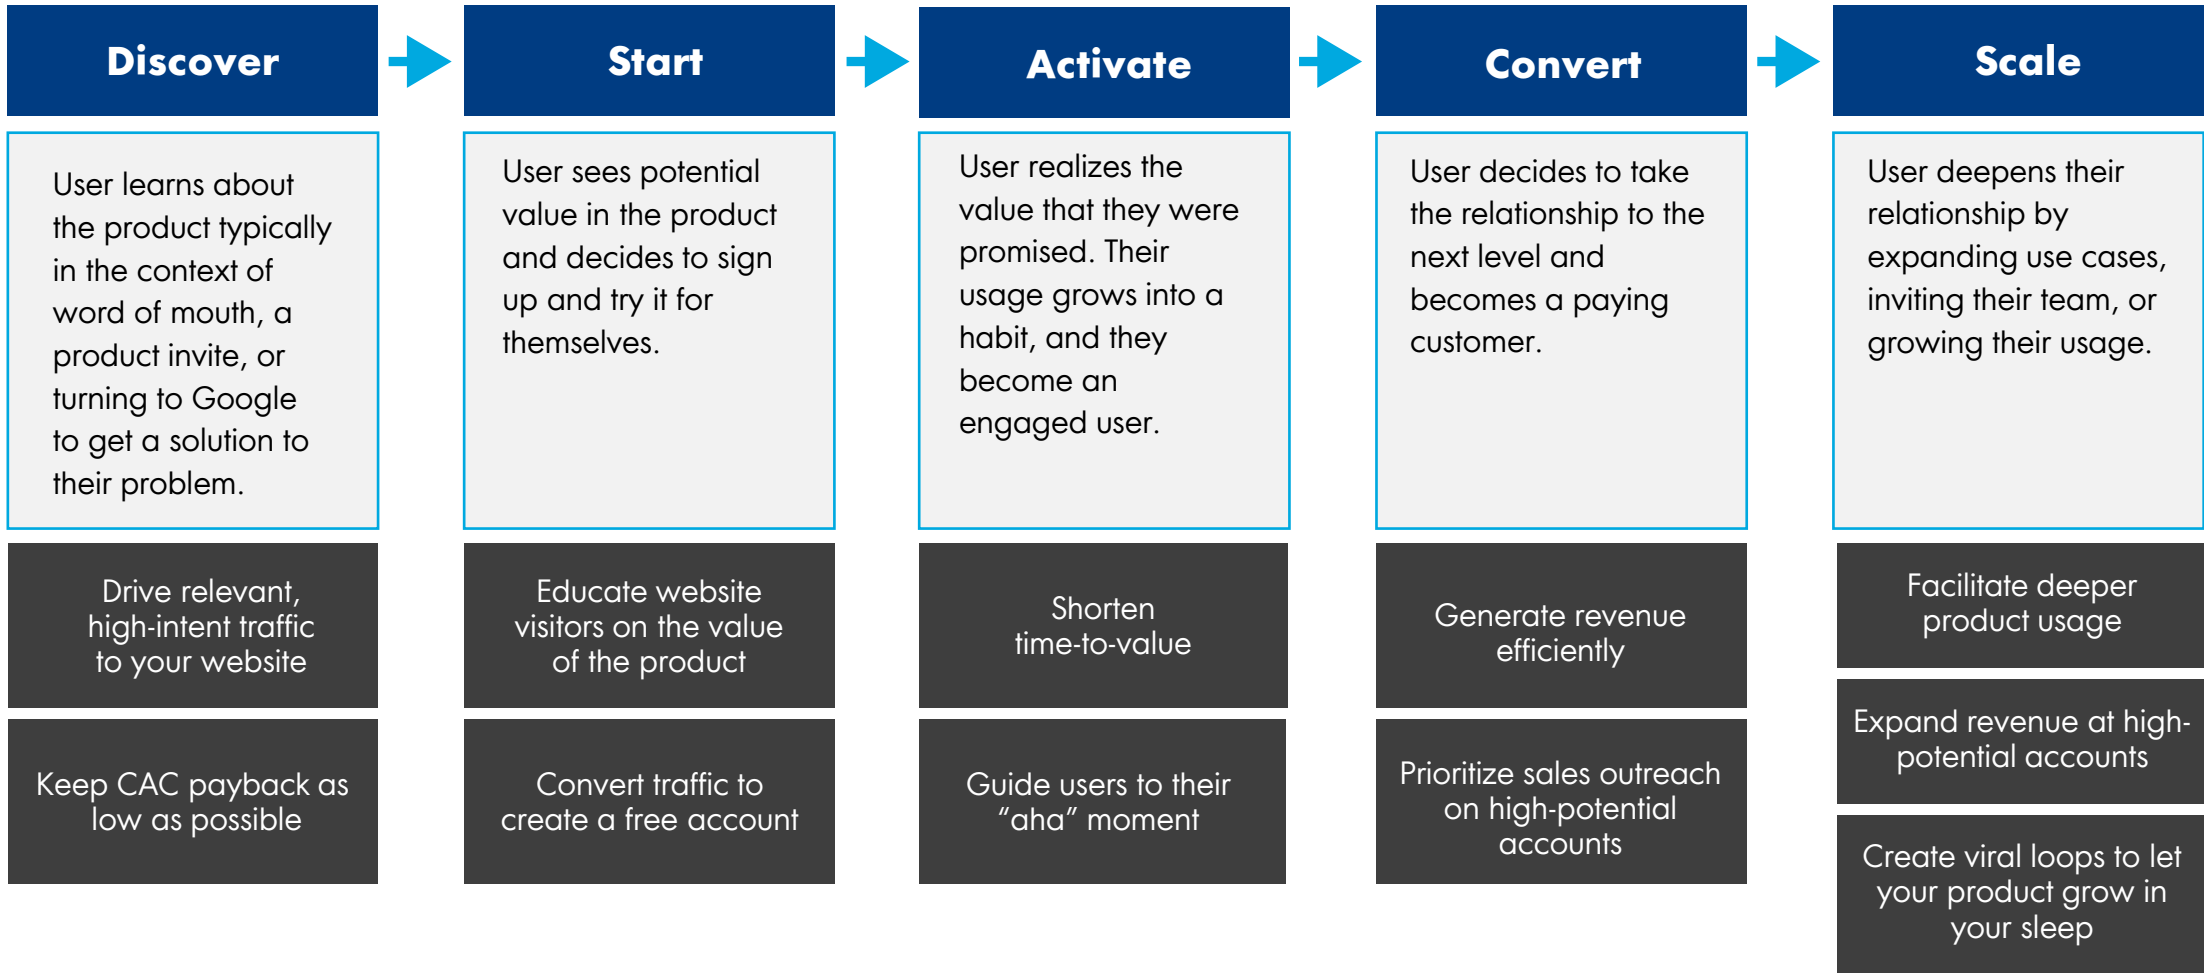 Discover
Start
Activate
Convert
Scale
User learns about
the product typically
in the context of
word of mouth, a
product invite, or
turning to Google
to get a solution to
their problem.
User sees potential
value in the product
and decides to sign
up and try it for
themselves.
User realizes the
value that they were
promised. Their
usage grows into a
habit, and they
become an
engaged user.
User decides to take
the relationship to the
next level and
becomes a paying
customer.
User deepens their
relationship by
expanding use cases,
inviting their team, or
growing their usage.
Drive relevant,
high-intent traffic
to your website
Educate website
visitors on the value
of the product
Shorten
time-to-value
Generate revenue
efficiently
Facilitate deeper
product usage
Keep CAC payback as
low as possible
Convert traffic to
create a free account
Guide users to their
“aha” moment
Prioritize sales outreach
on high-potential
accounts
Expand revenue at high-
potential accounts
Create viral loops to let
your product grow in
your sleep